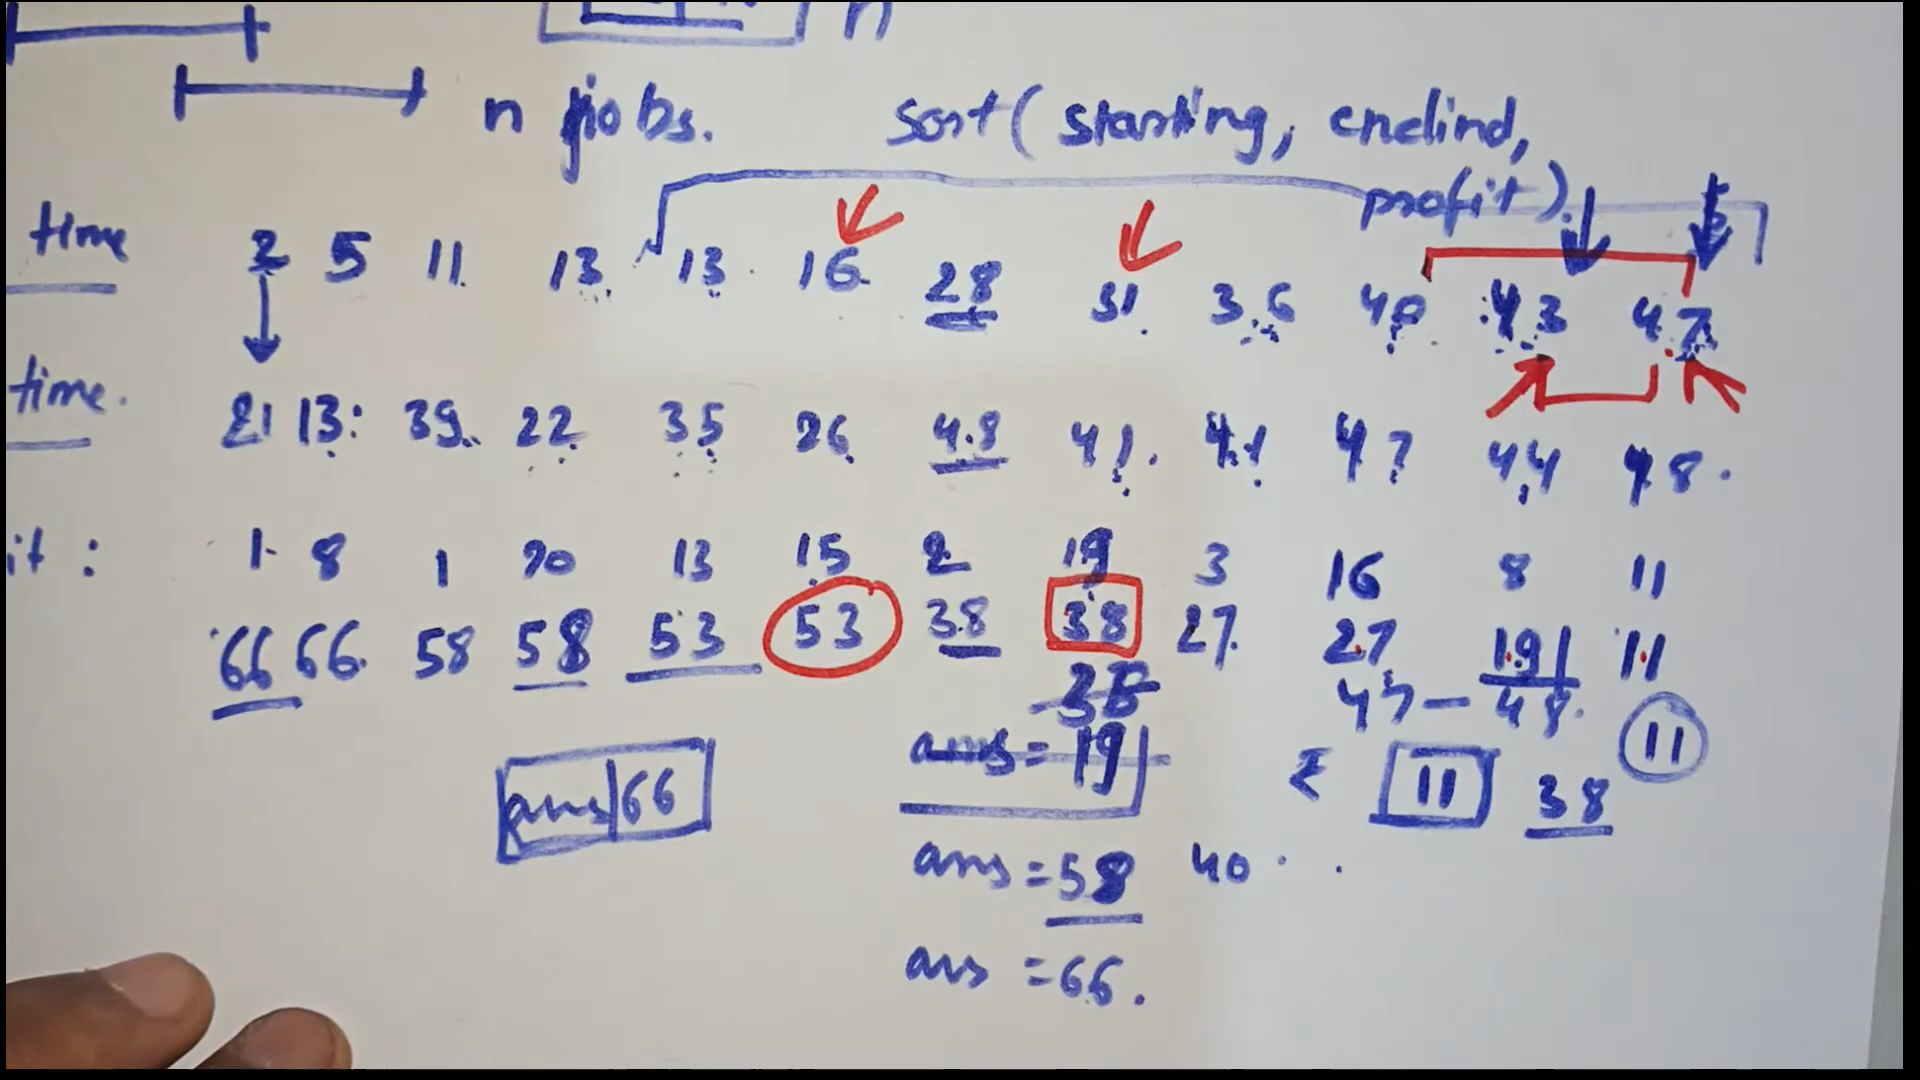 n
n jobs.
sort( starting, endind,
profit).
time 2 5 11 13 13 16 28 31 36 40 43 47
time. 21 13 39 22 35 26 48 41 41 47 44 48
it : 1 8 1 20 13 15 2 19 3 16 8 11
66 66 58 58 53 53 38 38 27 27 19 11
38 47 - 48
ans = 19 11
ans 66 ₹ 11 38
ans = 58 40
ans = 66.